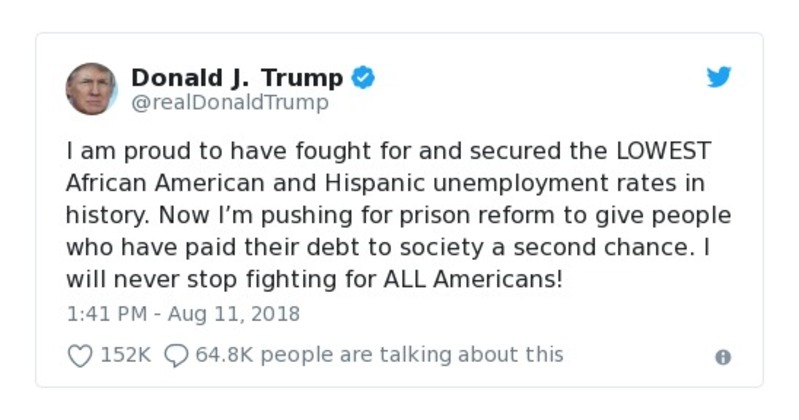 Donald J. Trump
@realDonaldTrump
I am proud to have fought for and secured the LOWEST
African American and Hispanic unemployment rates in
history. Now I’m pushing for prison reform to give people
who have paid their debt to society a second chance. I
will never stop fighting for ALL Americans!
1:41 PM - Aug 11, 2018
152K 64.8K people are talking about this